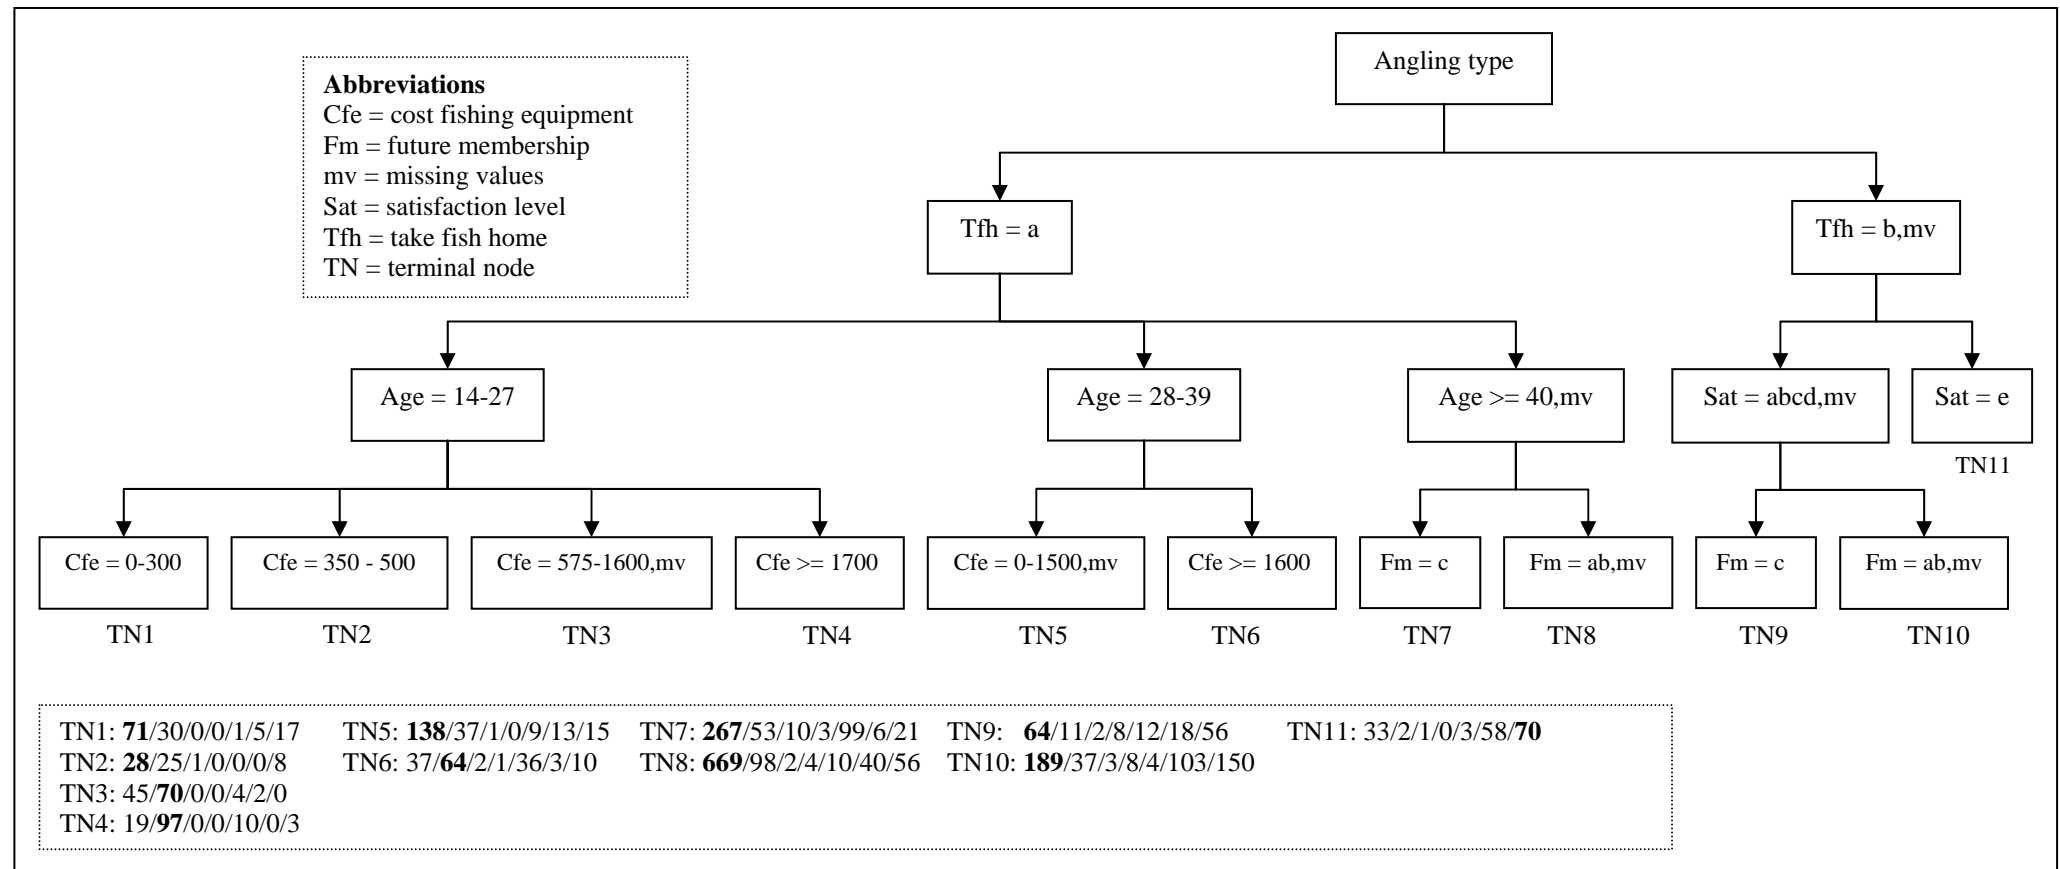 Angling type
Abbreviations
Cfe = cost fishing equipment
Fm = future membership
mv = missing values
Sat = satisfaction level
Tfh = take fish home
TN = terminal node
Tfh = a
Tfh = b,mv
Age = 14-27
Age = 28-39
Age >= 40,mv
Sat = abcd,mv
Sat = e
TN11
Cfe = 0-300
Cfe = 350 - 500
Cfe = 575-1600,mv
Cfe >= 1700
Cfe = 0-1500,mv
Cfe >= 1600
Fm = c
Fm = ab,mv
Fm = c
Fm = ab,mv
TN1
TN2
TN3
TN4
TN5
TN6
TN7
TN8
TN9
TN10
TN1: 71/30/0/0/1/5/17
TN5: 138/37/1/0/9/13/15
TN7: 267/53/10/3/99/6/21
TN9: 64/11/2/8/12/18/56
TN11: 33/2/1/0/3/58/70
TN2: 28/25/1/0/0/0/8
TN6: 37/64/2/1/36/3/10
TN8: 669/98/2/4/10/40/56
TN10: 189/37/3/8/4/103/150
TN3: 45/70/0/0/4/2/0
TN4: 19/97/0/0/10/0/3